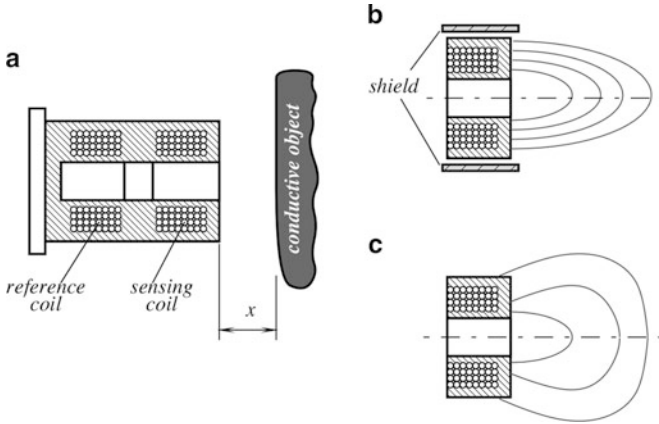 a
conductive object
reference
coil
sensing
coil
x
b
shield
c